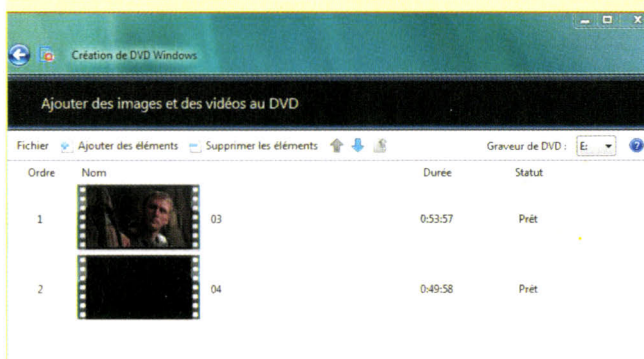 Création de DVD Windows
Ajouter des images et des vidéos au DVD
Fichier Ajouter des éléments Supprimer les éléments Graveur de DVD : E:
Ordre Nom Durée Statut
1 03 0:53:57 Prêt
2 04 0:49:58 Prêt